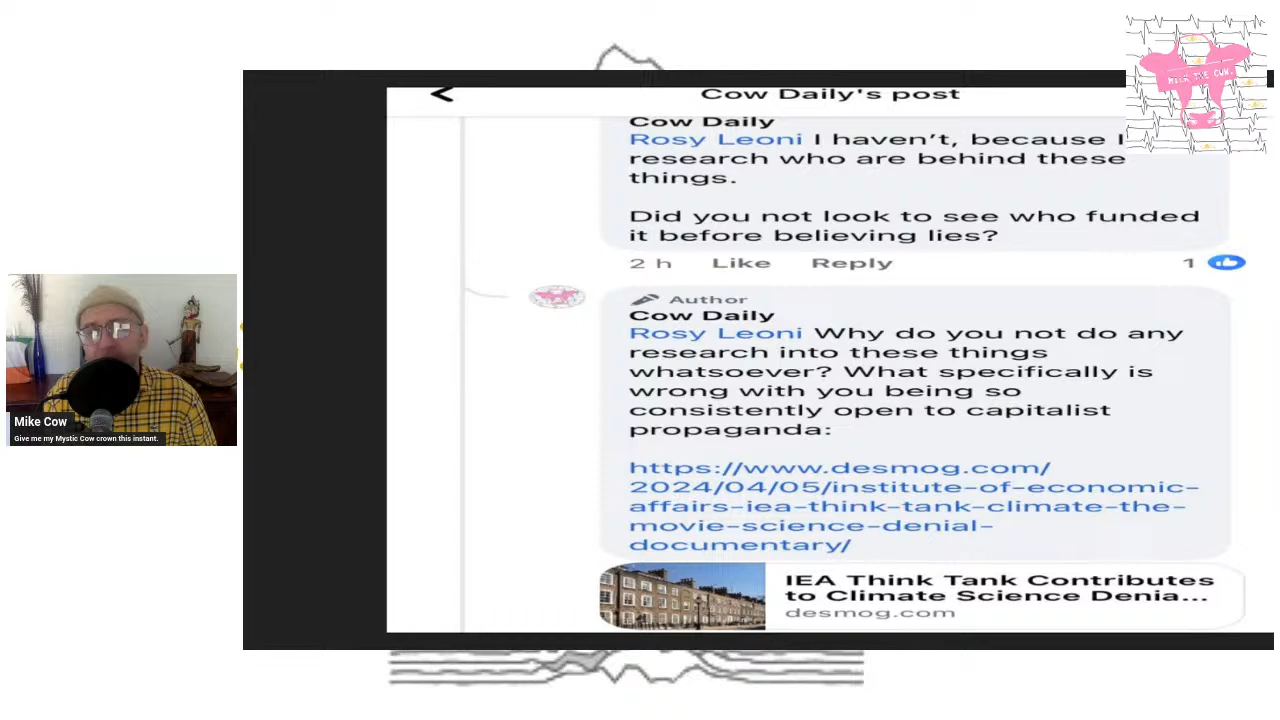 MILK THE COW.
Cow Daily's post
Cow Daily
Rosy Leoni I haven't, because I
research who are behind these
things.
Did you not look to see who funded
it before believing lies?
2 h Like Reply 1
Author
Cow Daily
Rosy Leoni Why do you not do any
research into these things
whatsoever? What specifically is
wrong with you being so
consistently open to capitalist
propaganda:
https://www.desmog.com/
2024/04/05/institute-of-economic-
affairs-iea-think-tank-climate-the-
movie-science-denial-
documentary/
IEA Think Tank Contributes
to Climate Science Denia...
desmog.com
Mike Cow
Give me my Mystic Cow crown this instant.